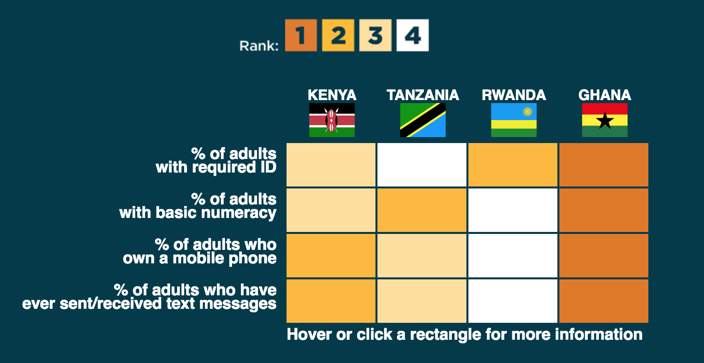 Rank: 1 2 3 4
KENYA TANZANIA RWANDA GHANA
% of adults
with required ID
% of adults
with basic numeracy
% of adults who
own a mobile phone
% of adults who have
ever sent/received text messages
Hover or click a rectangle for more information